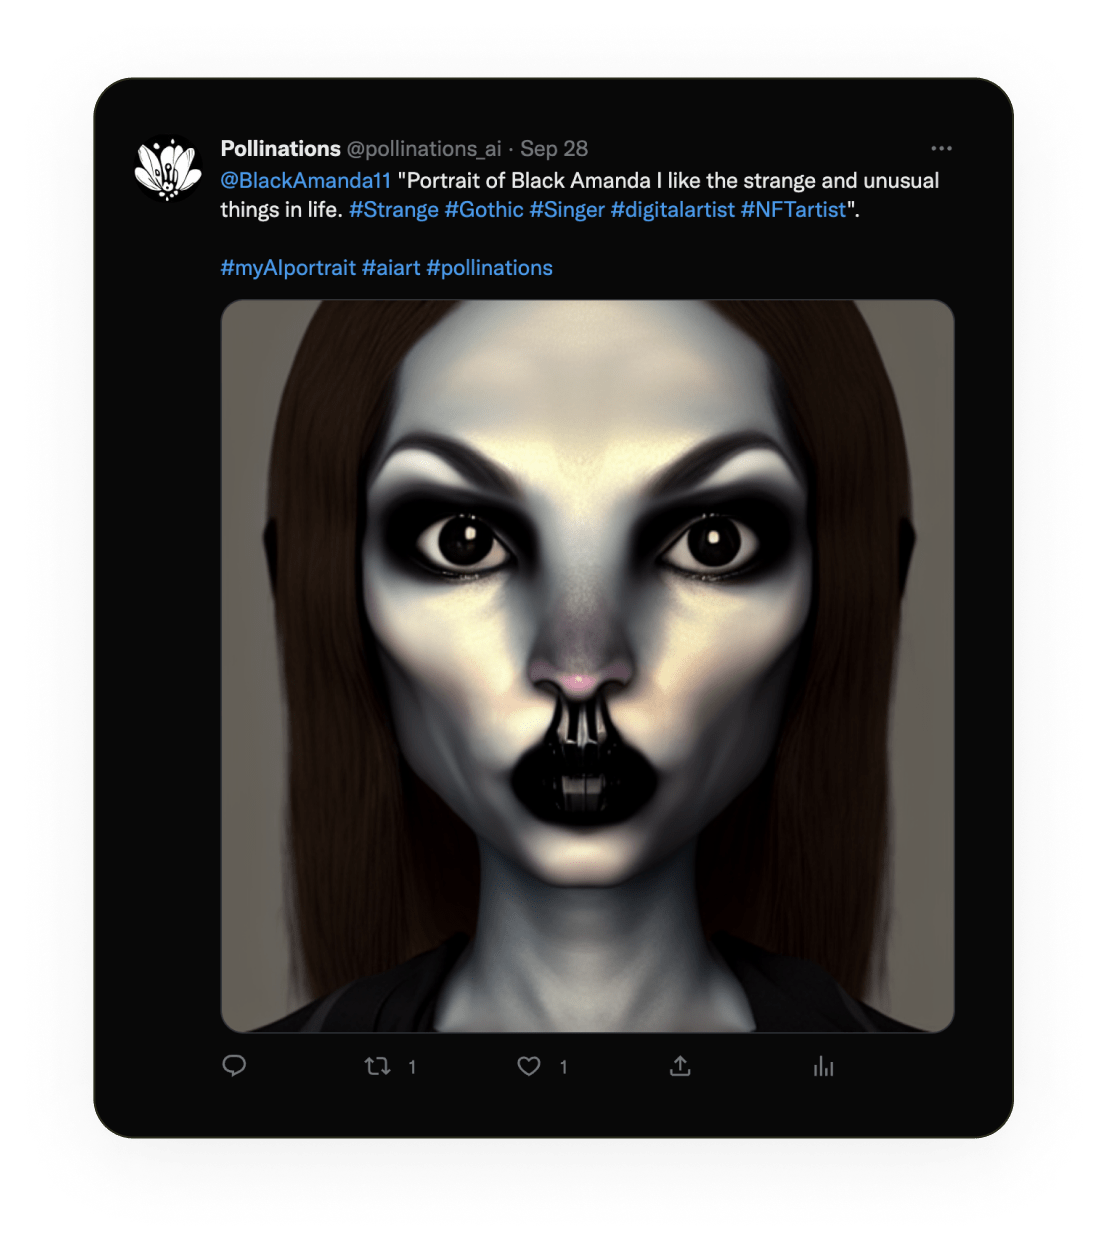 Pollinations @pollinations_ai · Sep 28
@BlackAmanda11 "Portrait of Black Amanda I like the strange and unusual
things in life. #Strange #Gothic #Singer #digitalartist #NFTartist".
#myAIportrait #aiart #pollinations
1 1